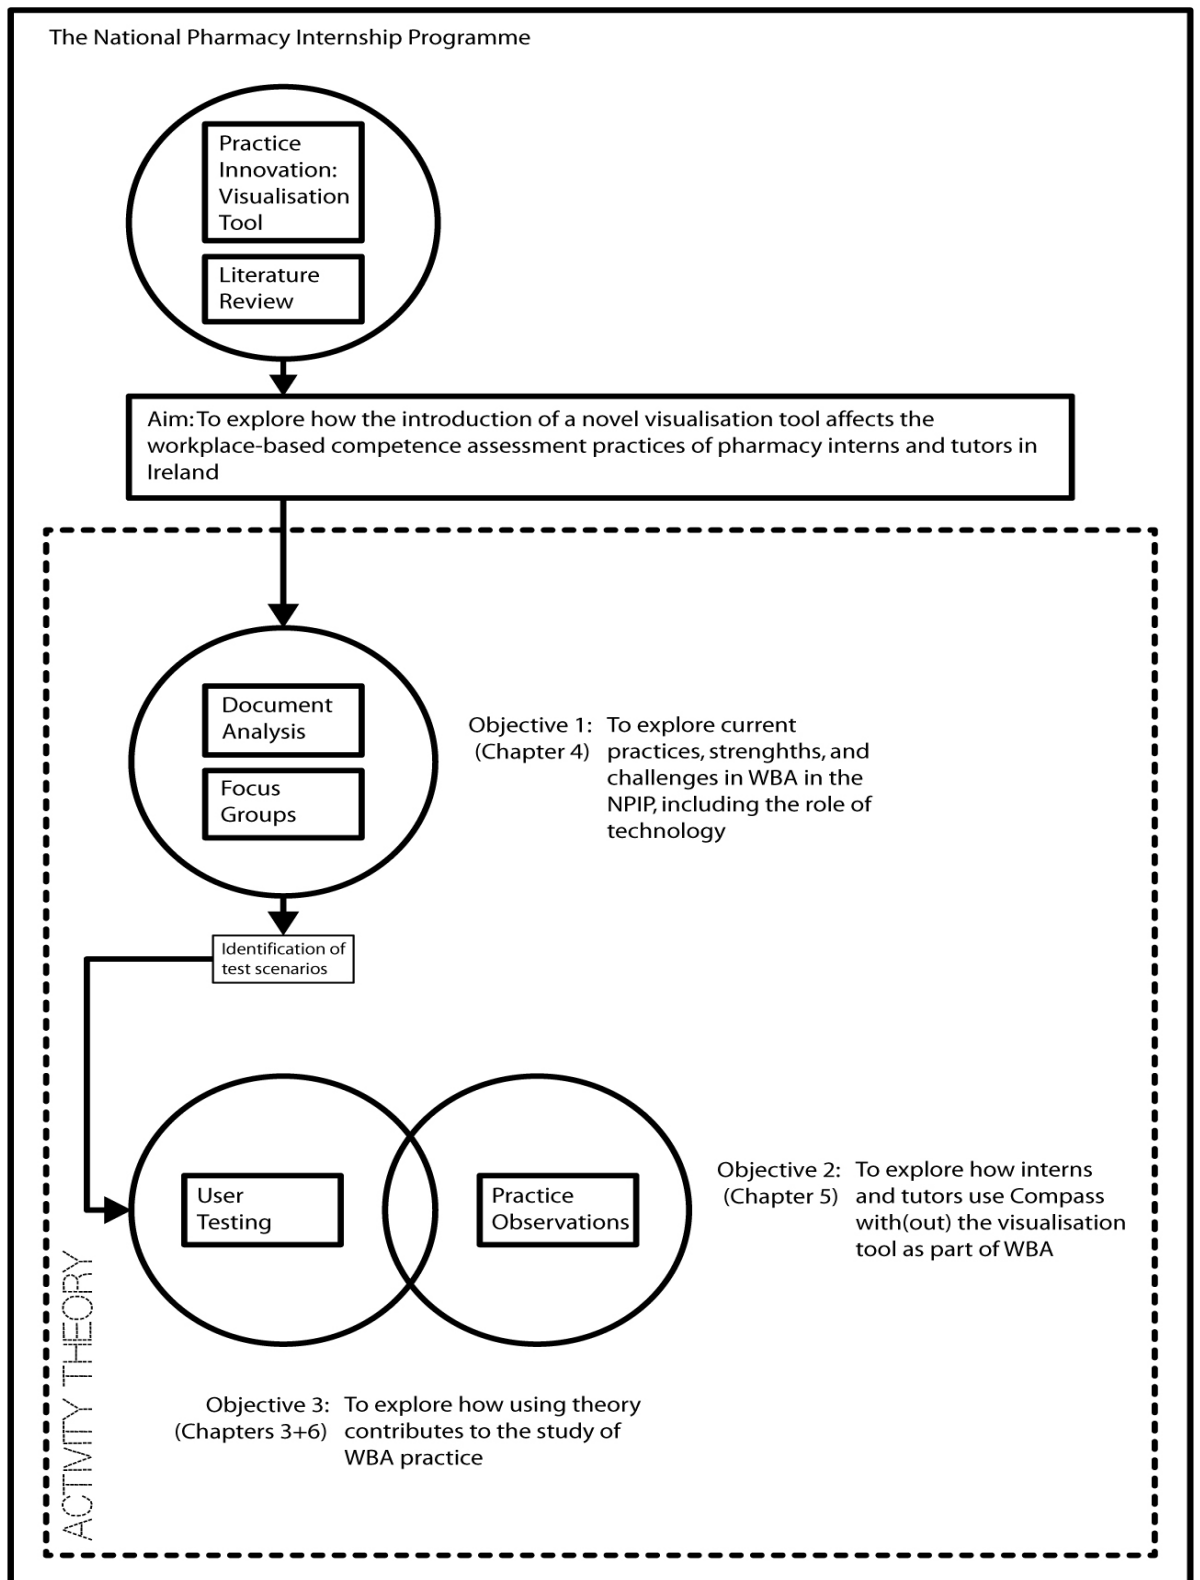 The National Pharmacy Internship Programme
Practice
Innovation:
Visualisation
Tool
Literature
Review
Aim: To explore how the introduction of a novel visualisation tool affects the
workplace-based competence assessment practices of pharmacy interns and tutors in
Ireland
Document
Analysis
Focus
Groups
Objective 1: To explore current
(Chapter 4) practices, strenghths, and
challenges in WBA in the
NPIP, including the role of
technology
Identification of
test scenarios
User
Testing
Practice
Observations
Objective 2: To explore how interns
(Chapter 5) and tutors use Compass
with(out) the visualisation
tool as part of WBA
Objective 3: To explore how using theory
(Chapters 3+6) contributes to the study of
WBA practice
ACTIVITY THEORY